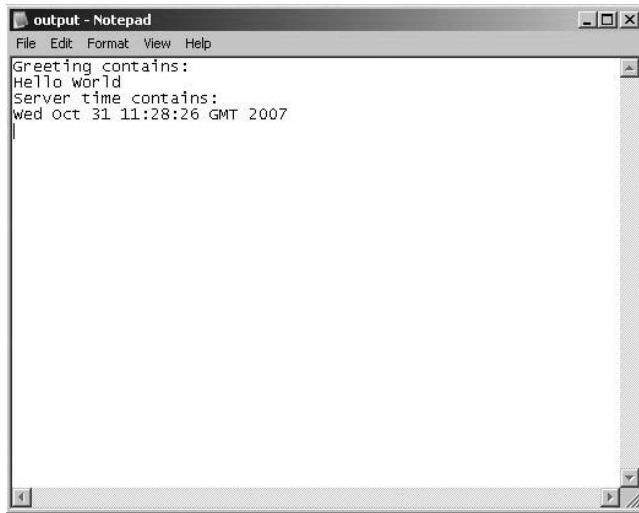 output - Notepad
File Edit Format View Help
Greeting contains:
Hello World
Server time contains:
Wed Oct 31 11:28:26 GMT 2007